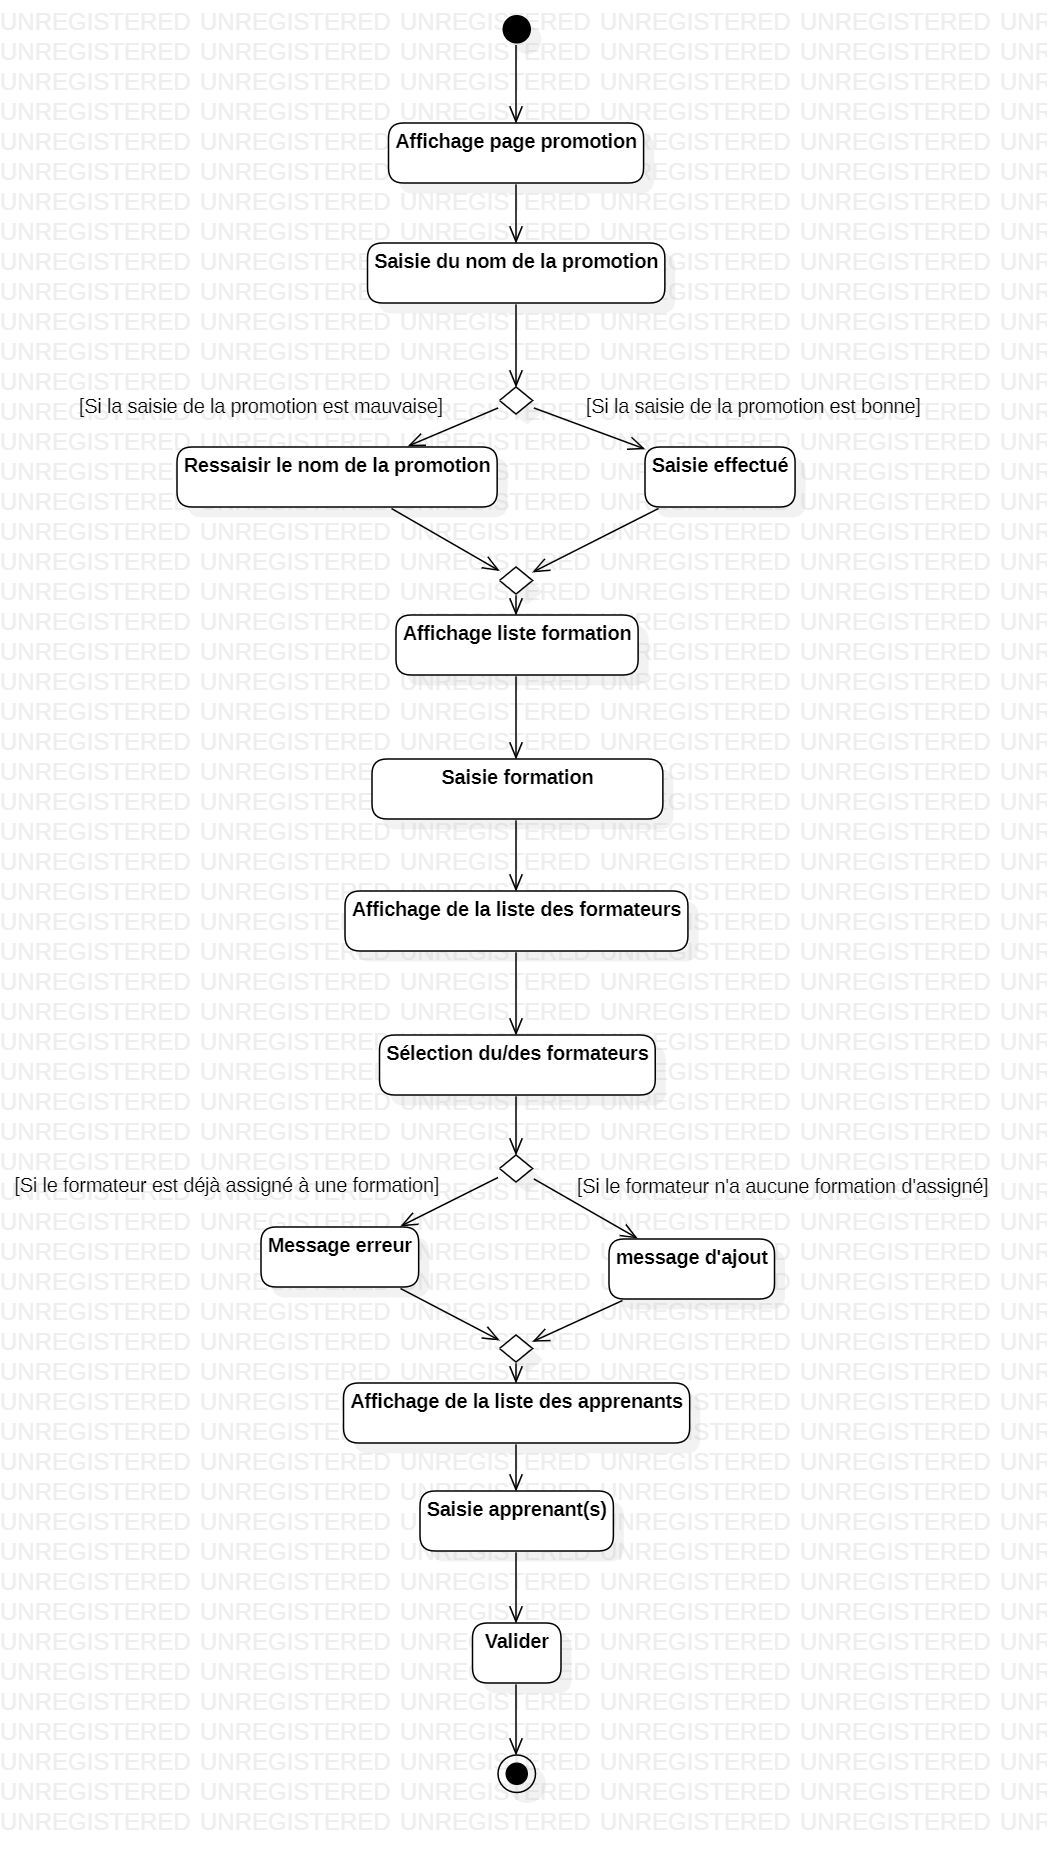 Affichage page promotion
Saisie du nom de la promotion
[Si la saisie de la promotion est mauvaise]
[Si la saisie de la promotion est bonne]
Ressaisir le nom de la promotion
Saisie effectué
Affichage liste formation
Saisie formation
Affichage de la liste des formateurs
Sélection du/des formateurs
[Si le formateur est déjà assigné à une formation]
[Si le formateur n'a aucune formation d'assigné]
Message erreur
message d'ajout
Affichage de la liste des apprenants
Saisie apprenant(s)
Valider
UNREGISTERED